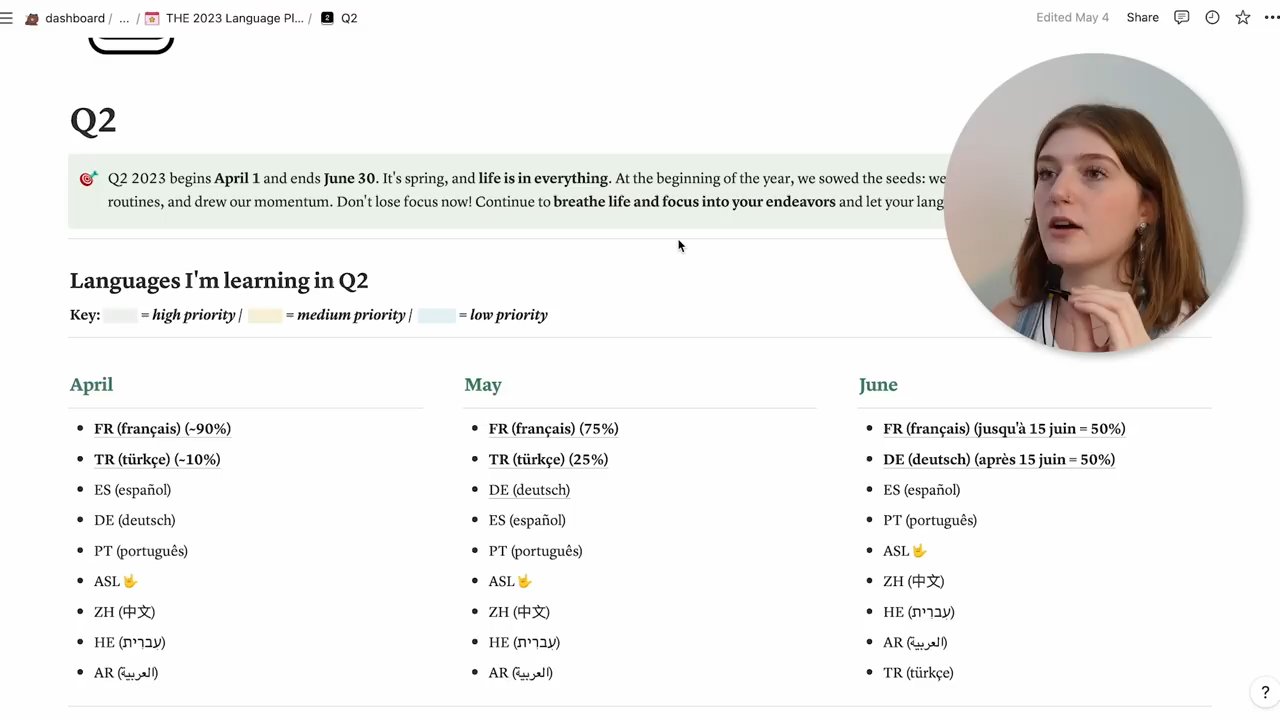 dashboard / ... / THE 2023 Language Pl... / 2 Q2
Edited May 4 Share
Q2
Q2 2023 begins April 1 and ends June 30. It's spring, and life is in everything. At the beginning of the year, we sowed the seeds: we
routines, and drew our momentum. Don't lose focus now! Continue to breathe life and focus into your endeavors and let your lang
Languages I'm learning in Q2
Key: = high priority / = medium priority / = low priority
April
FR (français) (~90%)
TR (türkçe) (~10%)
ES (español)
DE (deutsch)
PT (português)
ASL 🤟
ZH (中文)
HE (עִברִית)
AR (العربية)
May
FR (français) (75%)
TR (türkçe) (25%)
DE (deutsch)
ES (español)
PT (português)
ASL 🤟
ZH (中文)
HE (עִברִית)
AR (العربية)
June
FR (français) (jusqu'à 15 juin = 50%)
DE (deutsch) (après 15 juin = 50%)
ES (español)
PT (português)
ASL 🤟
ZH (中文)
HE (עִברִית)
AR (العربية)
TR (türkçe)
?